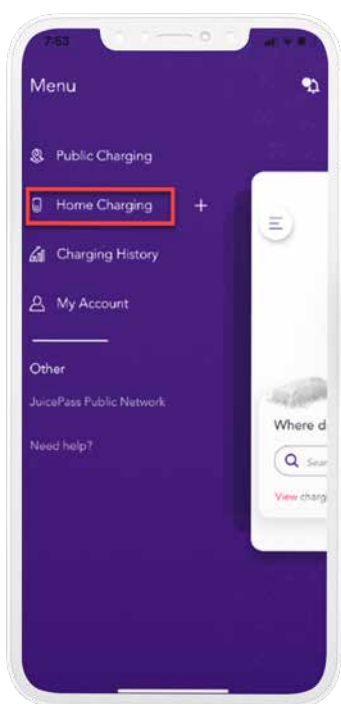 7:53
Menu
Public Charging
Home Charging +
Charging History
My Account
Other
JuicePass Public Network
Need help?
Where d
Sear
View charg